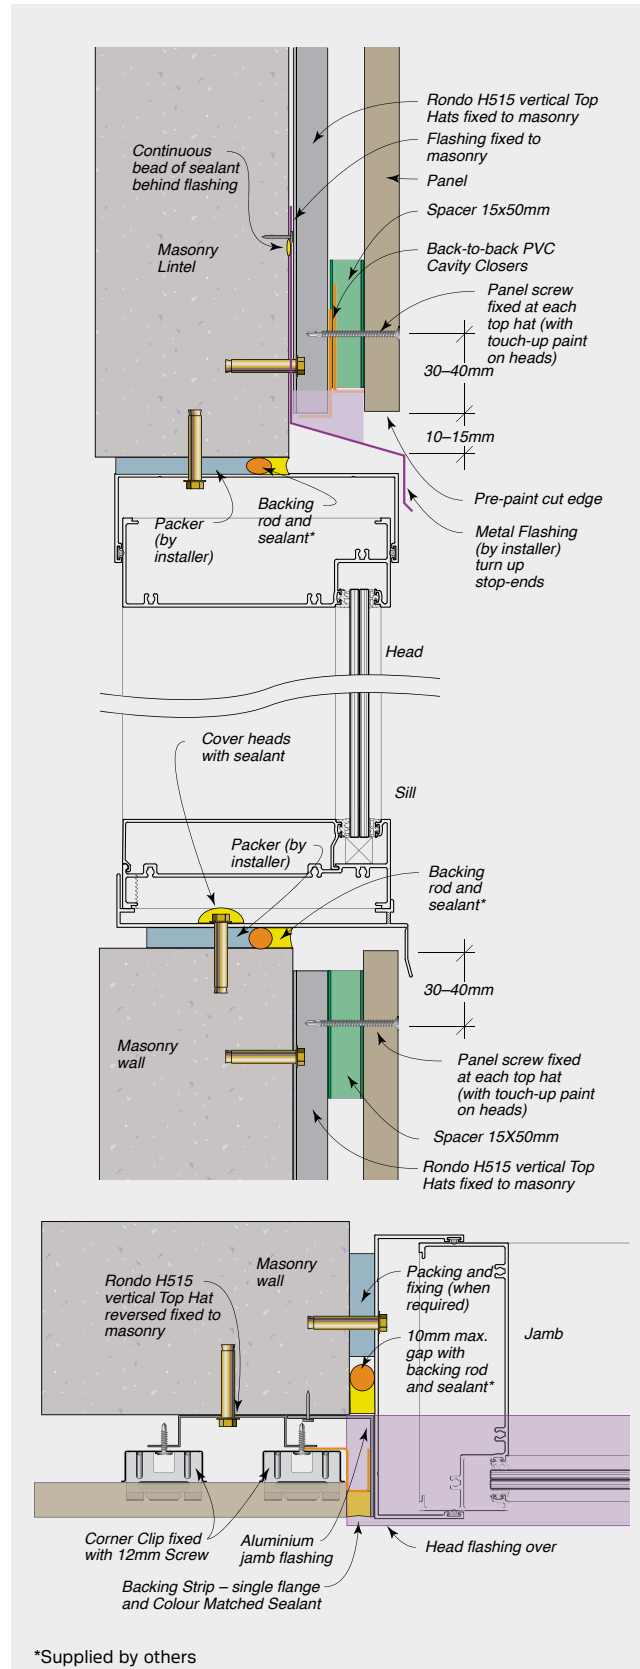 Rondo H515 vertical Top
Hats fixed to masonry
Flashing fixed to
masonry
Continuous
bead of sealant
behind flashing
Panel
Spacer 15x50mm
Masonry
Lintel
Back-to-back PVC
Cavity Closers
Panel screw
fixed at each
top hat (with
touch-up paint
on heads)
30–40mm
10–15mm
Pre-paint cut edge
Packer
(by
installer)
Backing
rod and
sealant*
Metal Flashing
(by installer)
turn up
stop-ends
Head
Cover heads
with sealant
Sill
Packer (by
installer)
Backing
rod and
sealant*
30–40mm
Masonry
wall
Panel screw fixed
at each top hat
(with touch-up paint
on heads)
Spacer 15X50mm
Rondo H515 vertical Top
Hats fixed to masonry
Masonry
wall
Rondo H515
vertical Top Hat
reversed fixed to
masonry
Packing and
fixing (when
required)
Jamb
10mm max.
gap with
backing rod
and sealant*
Corner Clip fixed
with 12mm Screw
Aluminium
jamb flashing
Head flashing over
Backing Strip – single flange
and Colour Matched Sealant
*Supplied by others